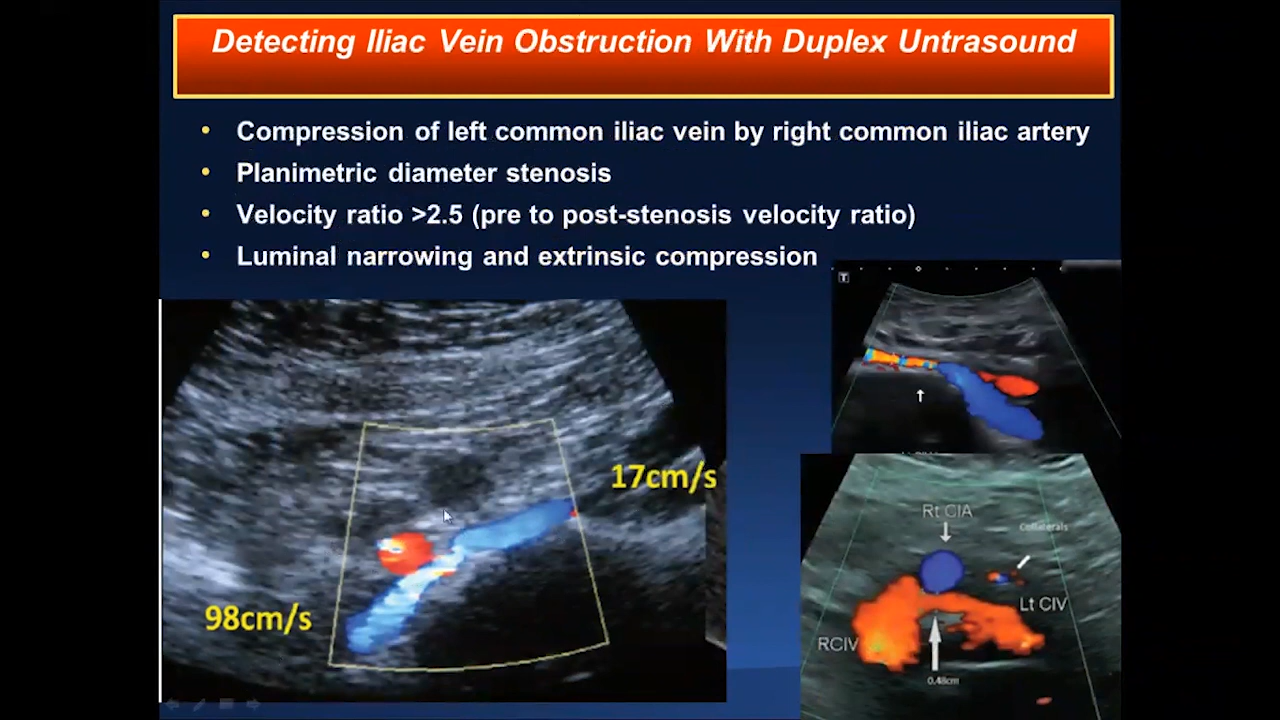 Detecting Iliac Vein Obstruction With Duplex Untrasound
• Compression of left common iliac vein by right common iliac artery
• Planimetric diameter stenosis
• Velocity ratio >2.5 (pre to post-stenosis velocity ratio)
• Luminal narrowing and extrinsic compression
T
17cm/s
98cm/s
Rt CIA
Collaterals
Lt CIV
RCIV
0.48cm